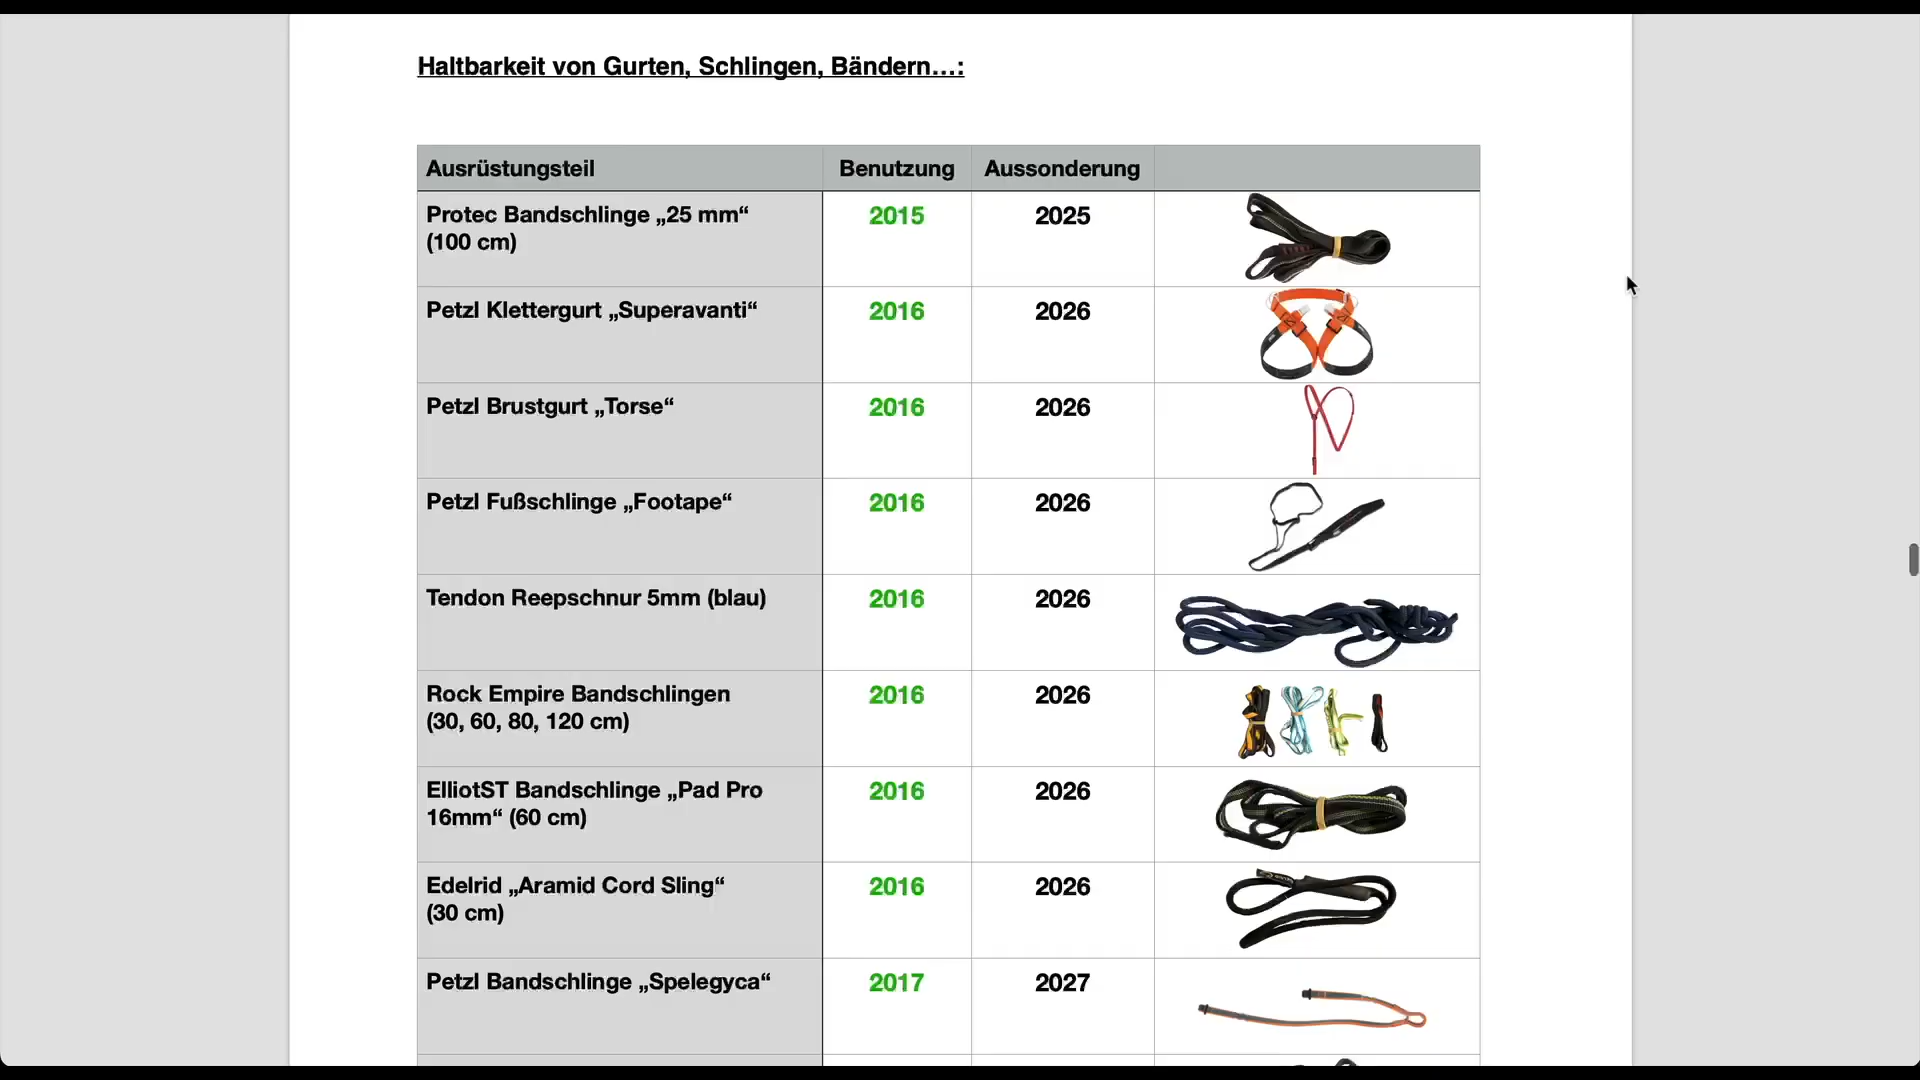 Haltbarkeit von Gurten, Schlingen, Bändern…:
Ausrüstungsteil Benutzung Aussonderung
Protec Bandschlinge „25 mm“ 2015 2025
(100 cm)
Petzl Klettergurt „Superavanti“ 2016 2026
Petzl Brustgurt „Torse“ 2016 2026
Petzl Fußschlinge „Footape“ 2016 2026
Tendon Reepschnur 5mm (blau) 2016 2026
Rock Empire Bandschlingen 2016 2026
(30, 60, 80, 120 cm)
ElliotST Bandschlinge „Pad Pro 2016 2026
16mm“ (60 cm)
Edelrid „Aramid Cord Sling“ 2016 2026
(30 cm)
Petzl Bandschlinge „Spelegyca“ 2017 2027